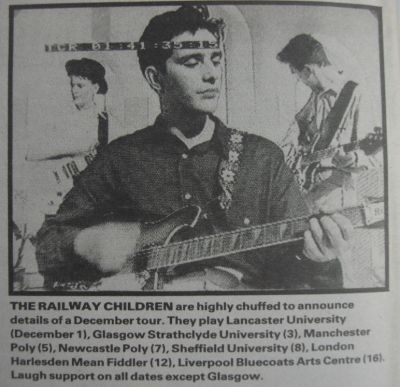 TCR 01:41:35:15
THE RAILWAY CHILDREN are highly chuffed to announce
details of a December tour. They play Lancaster University
(December 1), Glasgow Strathclyde University (3), Manchester
Poly (5), Newcastle Poly (7), Sheffield University (8), London
Harlesden Mean Fiddler (12), Liverpool Bluecoats Arts Centre (16).
Laugh support on all dates except Glasgow.